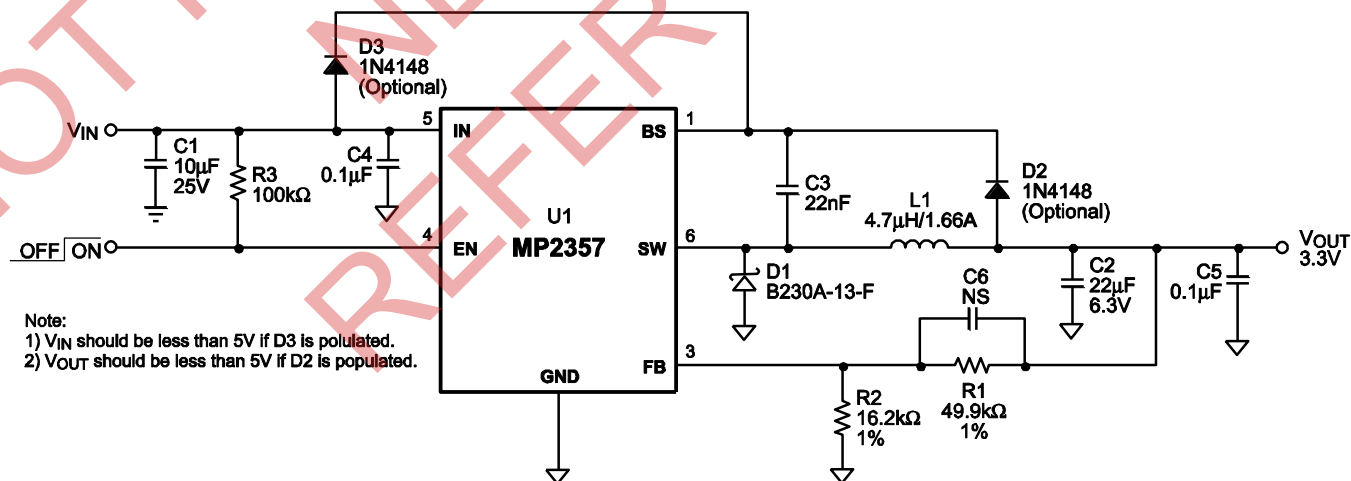 NOT
NE
REFER
D3
1N4148
(Optional)
VIN
C1
10µF
25V
R3
100kΩ
C4
0.1µF
5
IN
BS
1
C3
22nF
D2
1N4148
(Optional)
L1
4.7µH/1.66A
U1
MP2357
OFF ON
4
EN
SW
6
D1
B230A-13-F
C2
22µF
6.3V
C5
0.1µF
VOUT
3.3V
C6
NS
Note:
1) VIN should be less than 5V if D3 is polulated.
2) VOUT should be less than 5V if D2 is populated.
FB
3
GND
R2
16.2kΩ
1%
R1
49.9kΩ
1%